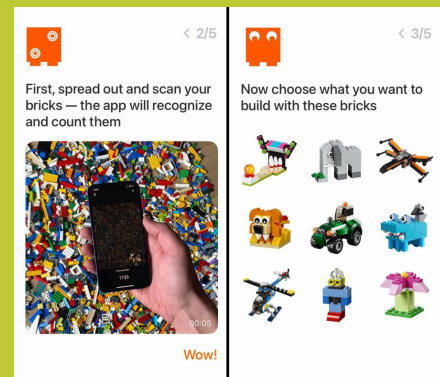 < 2/5
First, spread out and scan your
bricks — the app will recognize
and count them
00:05
Wow!
< 3/5
Now choose what you want to
build with these bricks